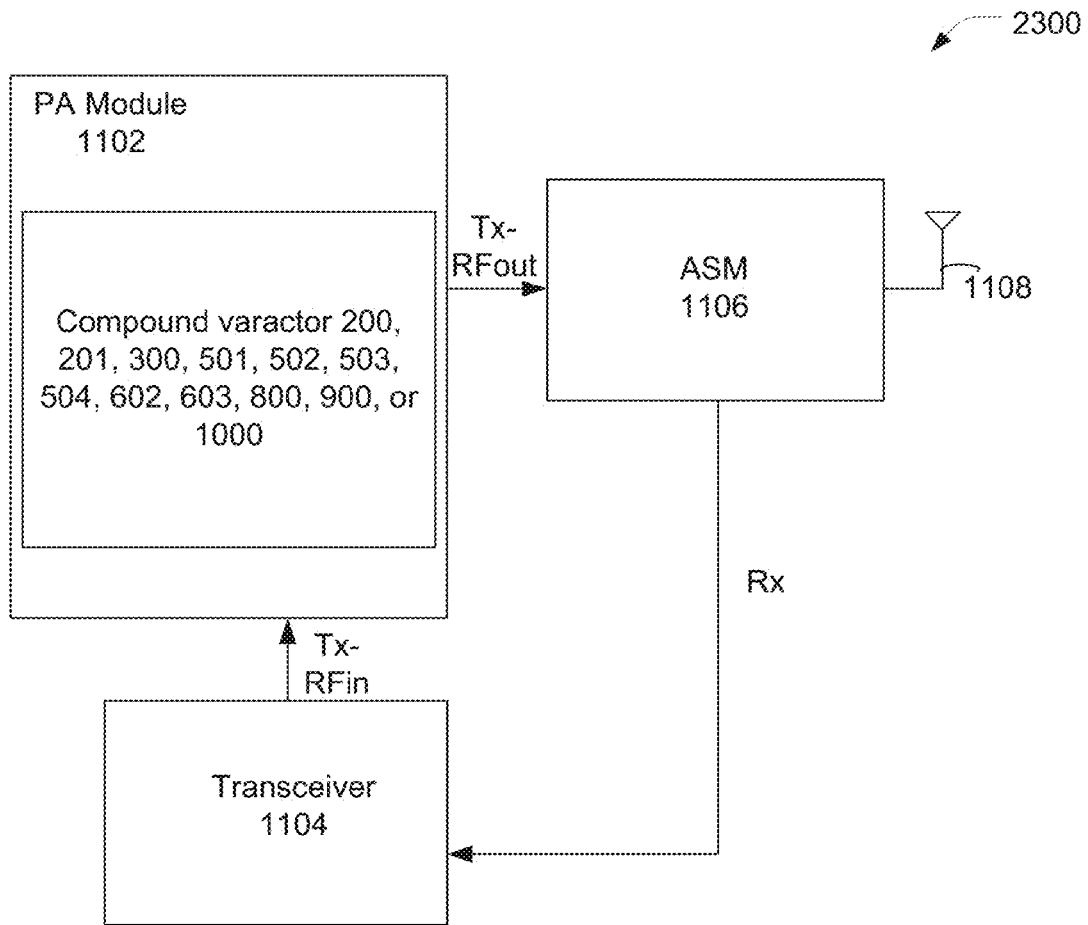 2300
PA Module
1102
Tx-
RFout
ASM
1106
1108
Compound varactor 200,
201, 300, 501, 502, 503,
504, 602, 603, 800, 900, or
1000
Rx
Tx-
RFin
Transceiver
1104